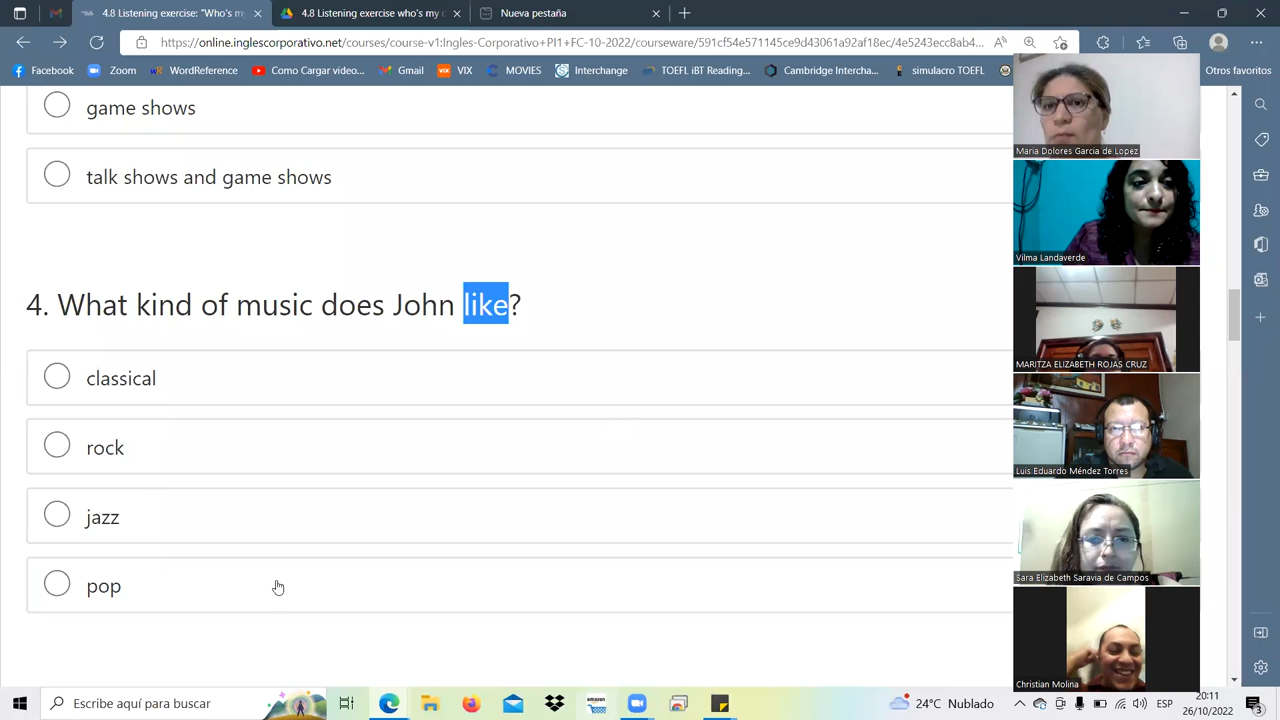 4.8 Listening exercise: "Who's my
4.8 Listening exercise who's my
Nueva pestaña
https://online.inglescorporativo.net/courses/course-v1:Ingles-Corporativo+PI1+FC-10-2022/courseware/591cf54e571145ce9d43061a92af18ec/4e5243ecc8ab4...
Facebook
Zoom
WordReference
Como Cargar video...
Gmail
VIX
MOVIES
Interchange
TOEFL iBT Reading...
Cambridge Intercha...
simulacro TOEFL
Otros favoritos
game shows
talk shows and game shows
4. What kind of music does John like?
classical
rock
jazz
pop
Maria Dolores Garcia de Lopez
Vilma Landaverde
MARITZA ELIZABETH ROJAS CRUZ
Luis Eduardo Méndez Torres
Sara Elizabeth Saravia de Campos
Christian Molina
Escribe aquí para buscar
amazon
24°C Nublado
ESP
20:11
26/10/2022
3